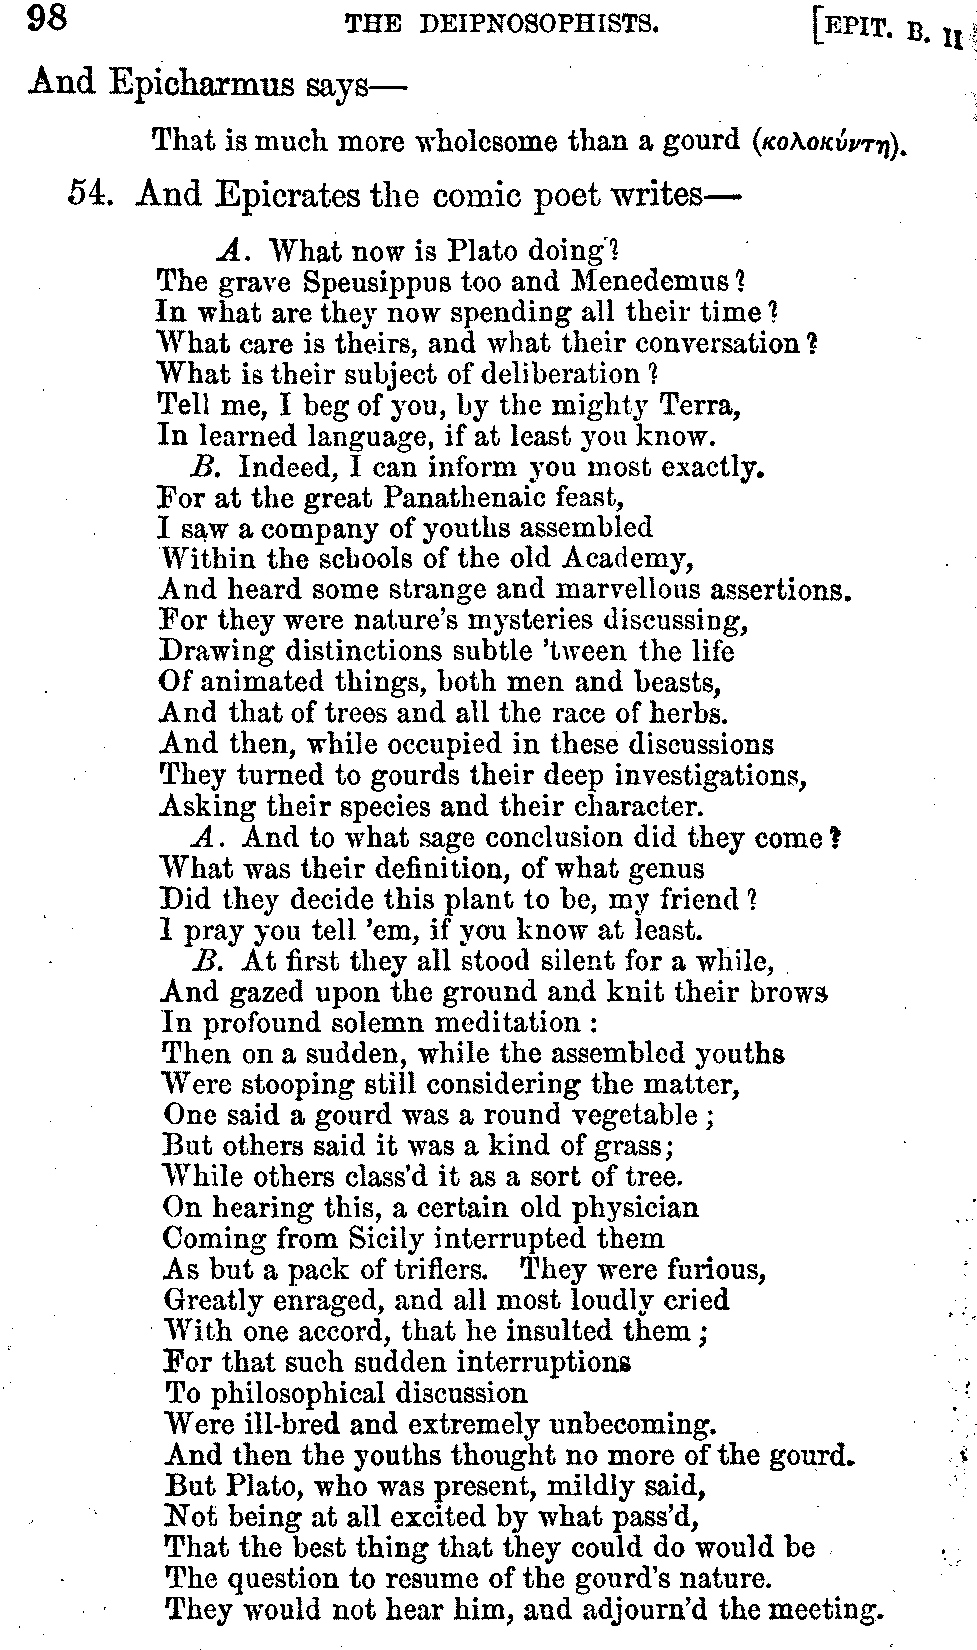 98 THE DEIPNOSOPHISTS. [EPIT. B. II
And Epicharmus says—
That is much more wholesome than a gourd (κολοκύντη).
54. And Epicrates the comic poet writes—
A. What now is Plato doing?
The grave Speusippus too and Menedemus?
In what are they now spending all their time?
What care is theirs, and what their conversation?
What is their subject of deliberation?
Tell me, I beg of you, by the mighty Terra,
In learned language, if at least you know.
B. Indeed, I can inform you most exactly.
For at the great Panathenaic feast,
I saw a company of youths assembled
Within the schools of the old Academy,
And heard some strange and marvellous assertions.
For they were nature's mysteries discussing,
Drawing distinctions subtle 'tween the life
Of animated things, both men and beasts,
And that of trees and all the race of herbs.
And then, while occupied in these discussions
They turned to gourds their deep investigations,
Asking their species and their character.
A. And to what sage conclusion did they come?
What was their definition, of what genus
Did they decide this plant to be, my friend?
I pray you tell 'em, if you know at least.
B. At first they all stood silent for a while,
And gazed upon the ground and knit their brows
In profound solemn meditation:
Then on a sudden, while the assembled youths
Were stooping still considering the matter,
One said a gourd was a round vegetable;
But others said it was a kind of grass;
While others class'd it as a sort of tree.
On hearing this, a certain old physician
Coming from Sicily interrupted them
As but a pack of triflers. They were furious,
Greatly enraged, and all most loudly cried
With one accord, that he insulted them;
For that such sudden interruptions
To philosophical discussion
Were ill-bred and extremely unbecoming.
And then the youths thought no more of the gourd.
But Plato, who was present, mildly said,
Not being at all excited by what pass'd,
That the best thing that they could do would be
The question to resume of the gourd's nature.
They would not hear him, and adjourn'd the meeting.